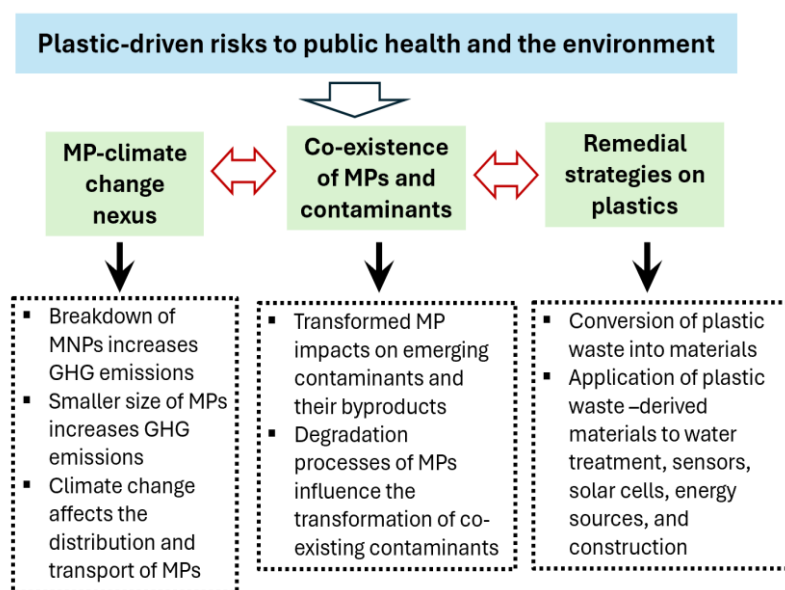 Plastic-driven risks to public health and the environment
MP-climate
change
nexus
Co-existence
of MPs and
contaminants
Remedial
strategies on
plastics
▪ Breakdown of
MNPs increases
GHG emissions
▪ Smaller size of MPs
increases GHG
emissions
▪ Climate change
affects the
distribution and
transport of MPs
▪ Transformed MP
impacts on emerging
contaminants and
their byproducts
▪ Degradation
processes of MPs
influence the
transformation of co-
existing contaminants
▪ Conversion of plastic
waste into materials
▪ Application of plastic
waste –derived
materials to water
treatment, sensors,
solar cells, energy
sources, and
construction